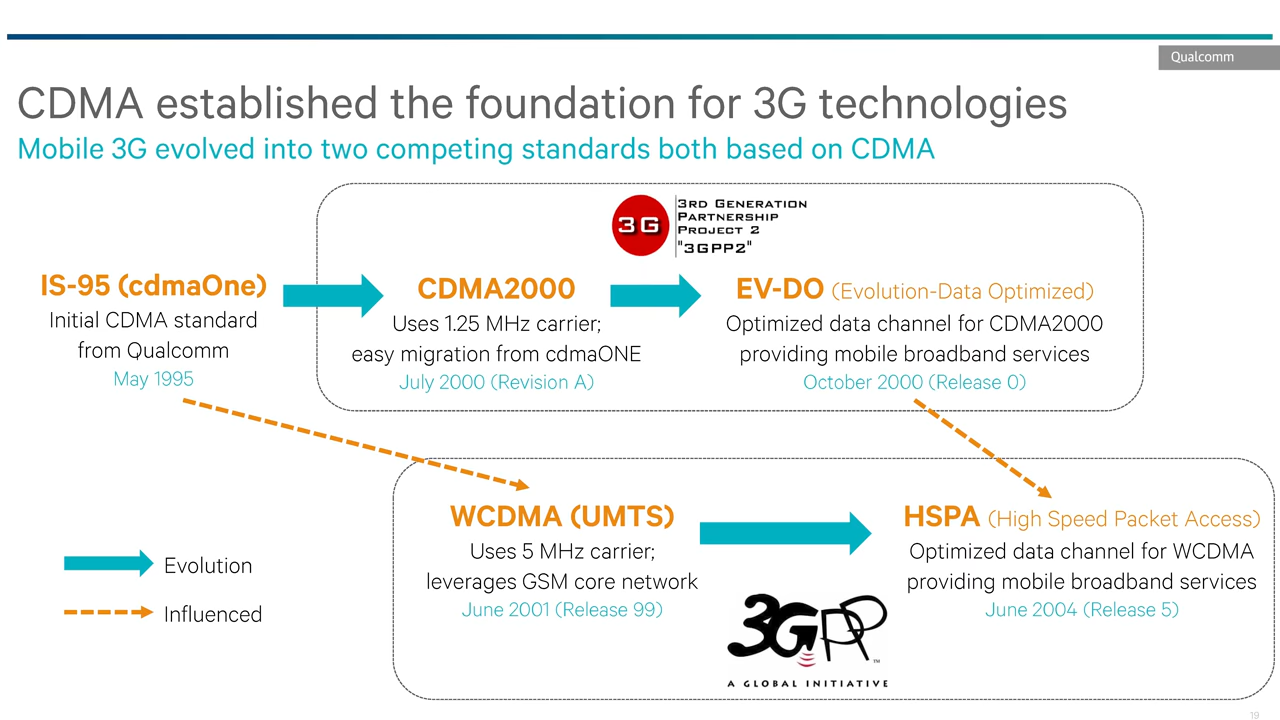 Qualcomm
CDMA established the foundation for 3G technologies
Mobile 3G evolved into two competing standards both based on CDMA
3G
3RD GENERATION
PARTNERSHIP
PROJECT 2
"3GPP2"
IS-95 (cdmaOne)
Initial CDMA standard
from Qualcomm
May 1995
CDMA2000
Uses 1.25 MHz carrier;
easy migration from cdmaONE
July 2000 (Revision A)
EV-DO (Evolution-Data Optimized)
Optimized data channel for CDMA2000
providing mobile broadband services
October 2000 (Release 0)
WCDMA (UMTS)
Uses 5 MHz carrier;
leverages GSM core network
June 2001 (Release 99)
HSPA (High Speed Packet Access)
Optimized data channel for WCDMA
providing mobile broadband services
June 2004 (Release 5)
3GPP™
A GLOBAL INITIATIVE
Evolution
Influenced
19